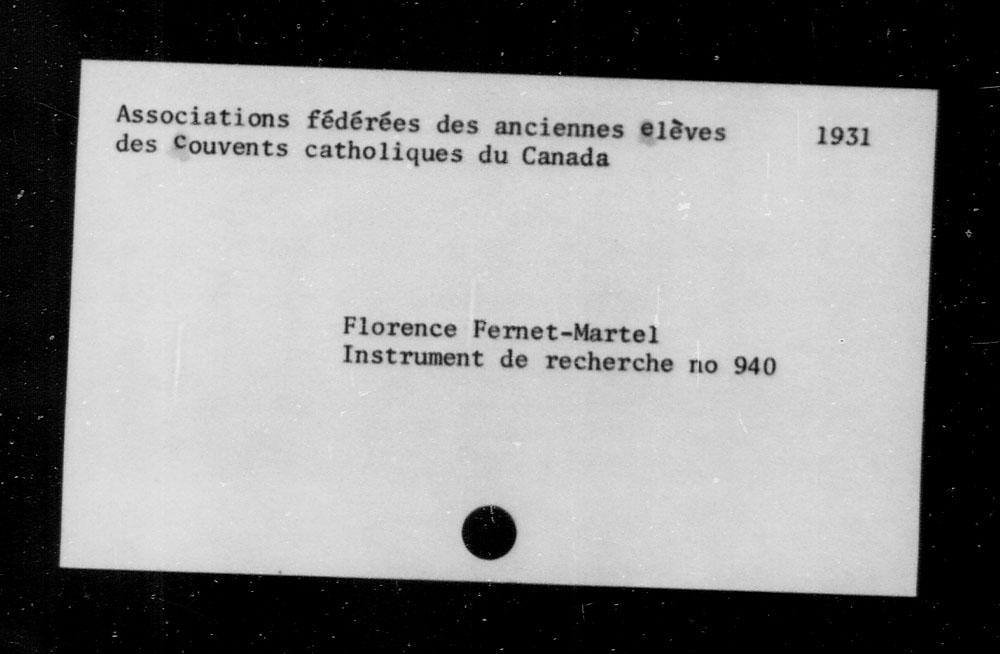 Associations fédérées des anciennes elèves 1931
des couvents catholiques du Canada
Florence Fernet-Martel
Instrument de recherche no 940